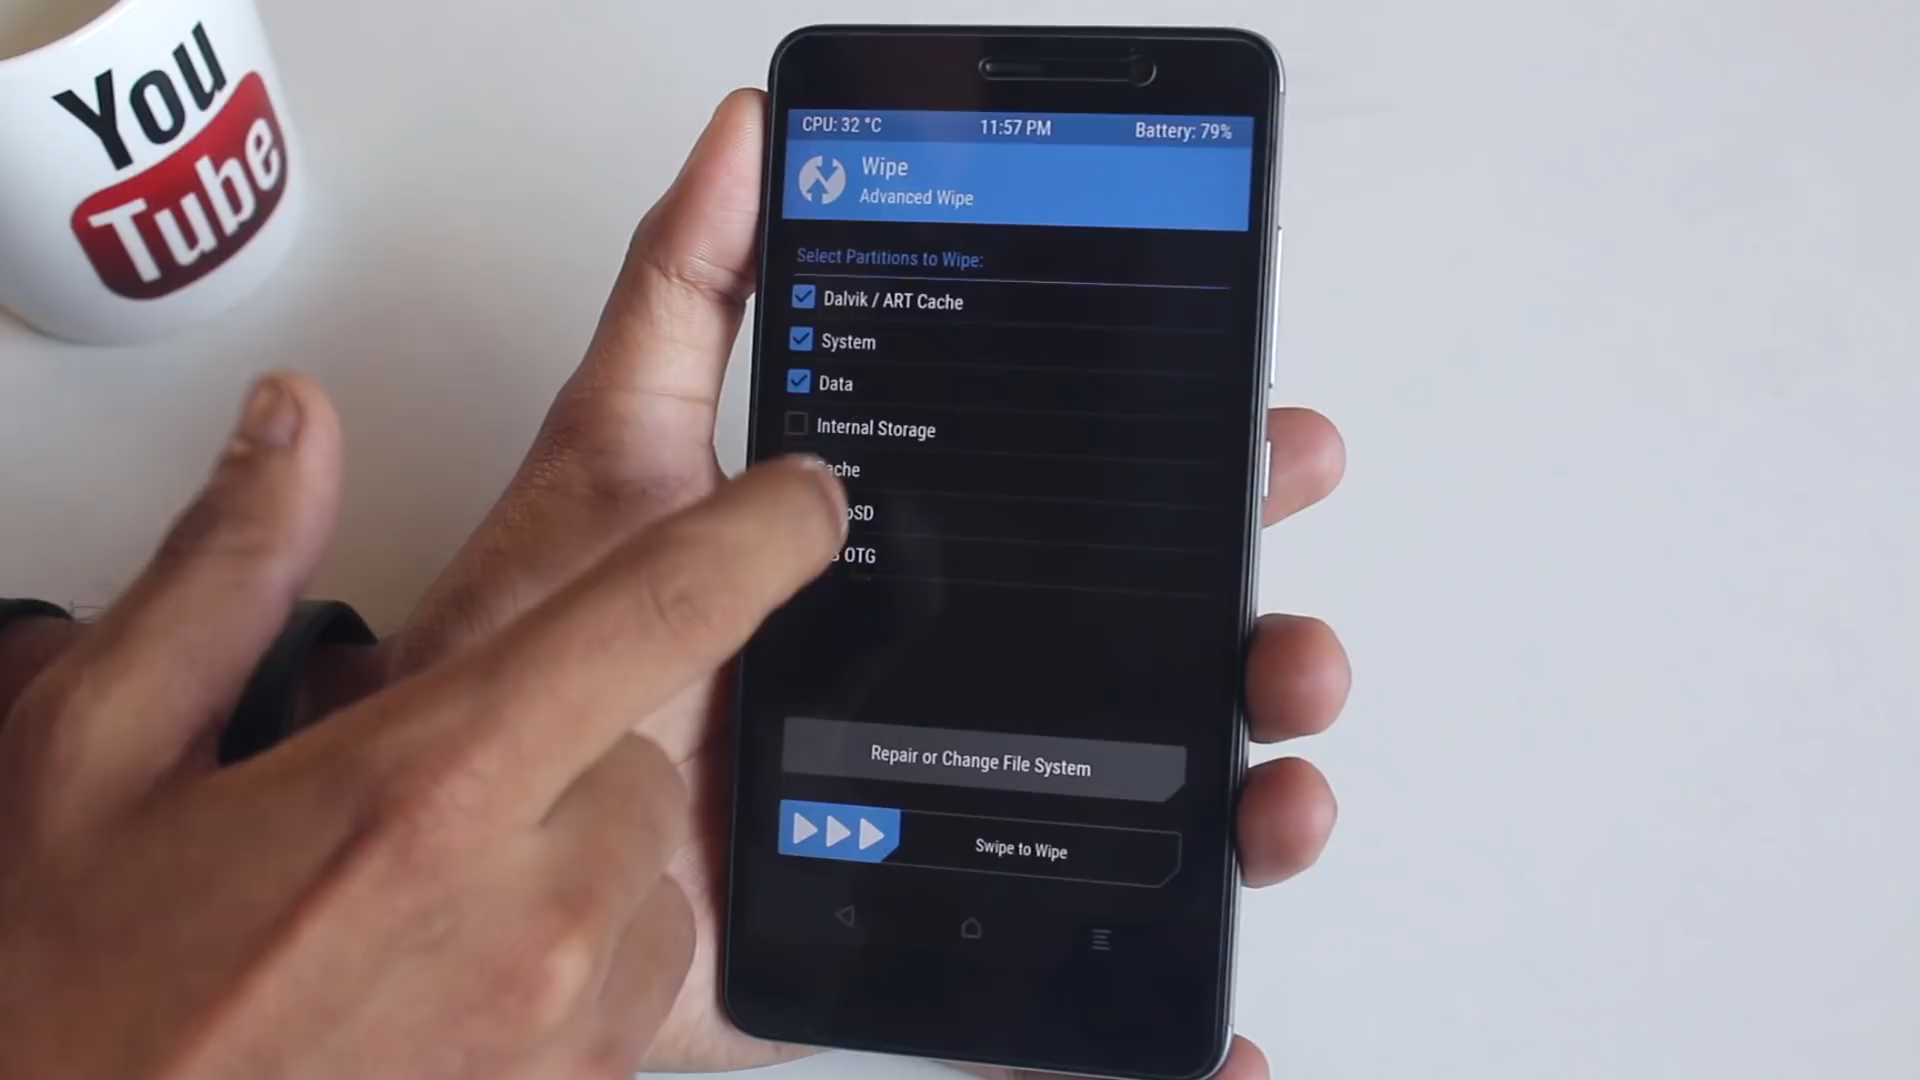 You
Tube
CPU: 32 °C 11:57 PM Battery: 79%
Wipe
Advanced Wipe
Select Partitions to Wipe:
Dalvik / ART Cache
System
Data
Internal Storage
ache
oSD
OTG
Repair or Change File System
Swipe to Wipe